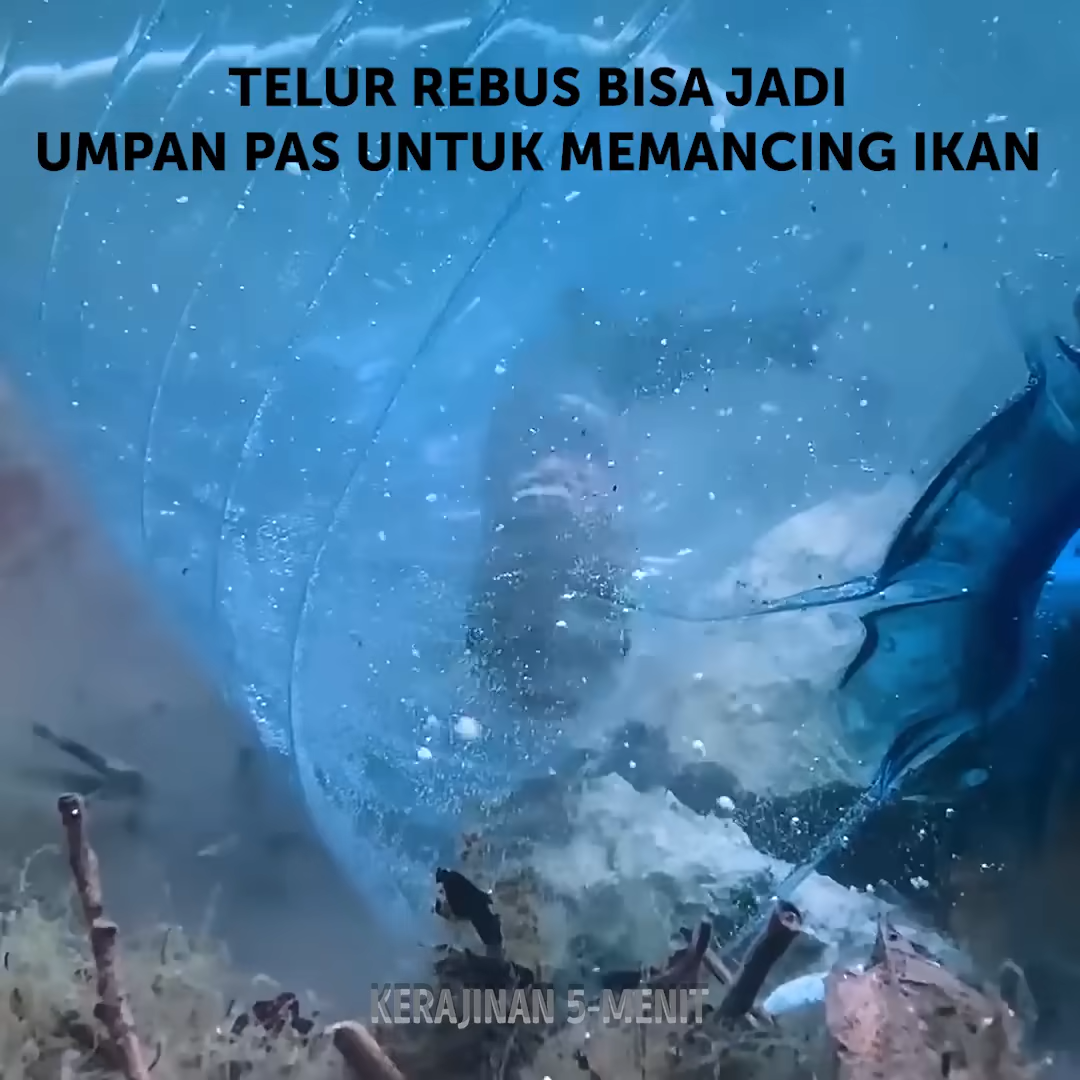 TELUR REBUS BISA JADI
UMPAN PAS UNTUK MEMANCING IKAN
KERAJINAN 5-MENIT